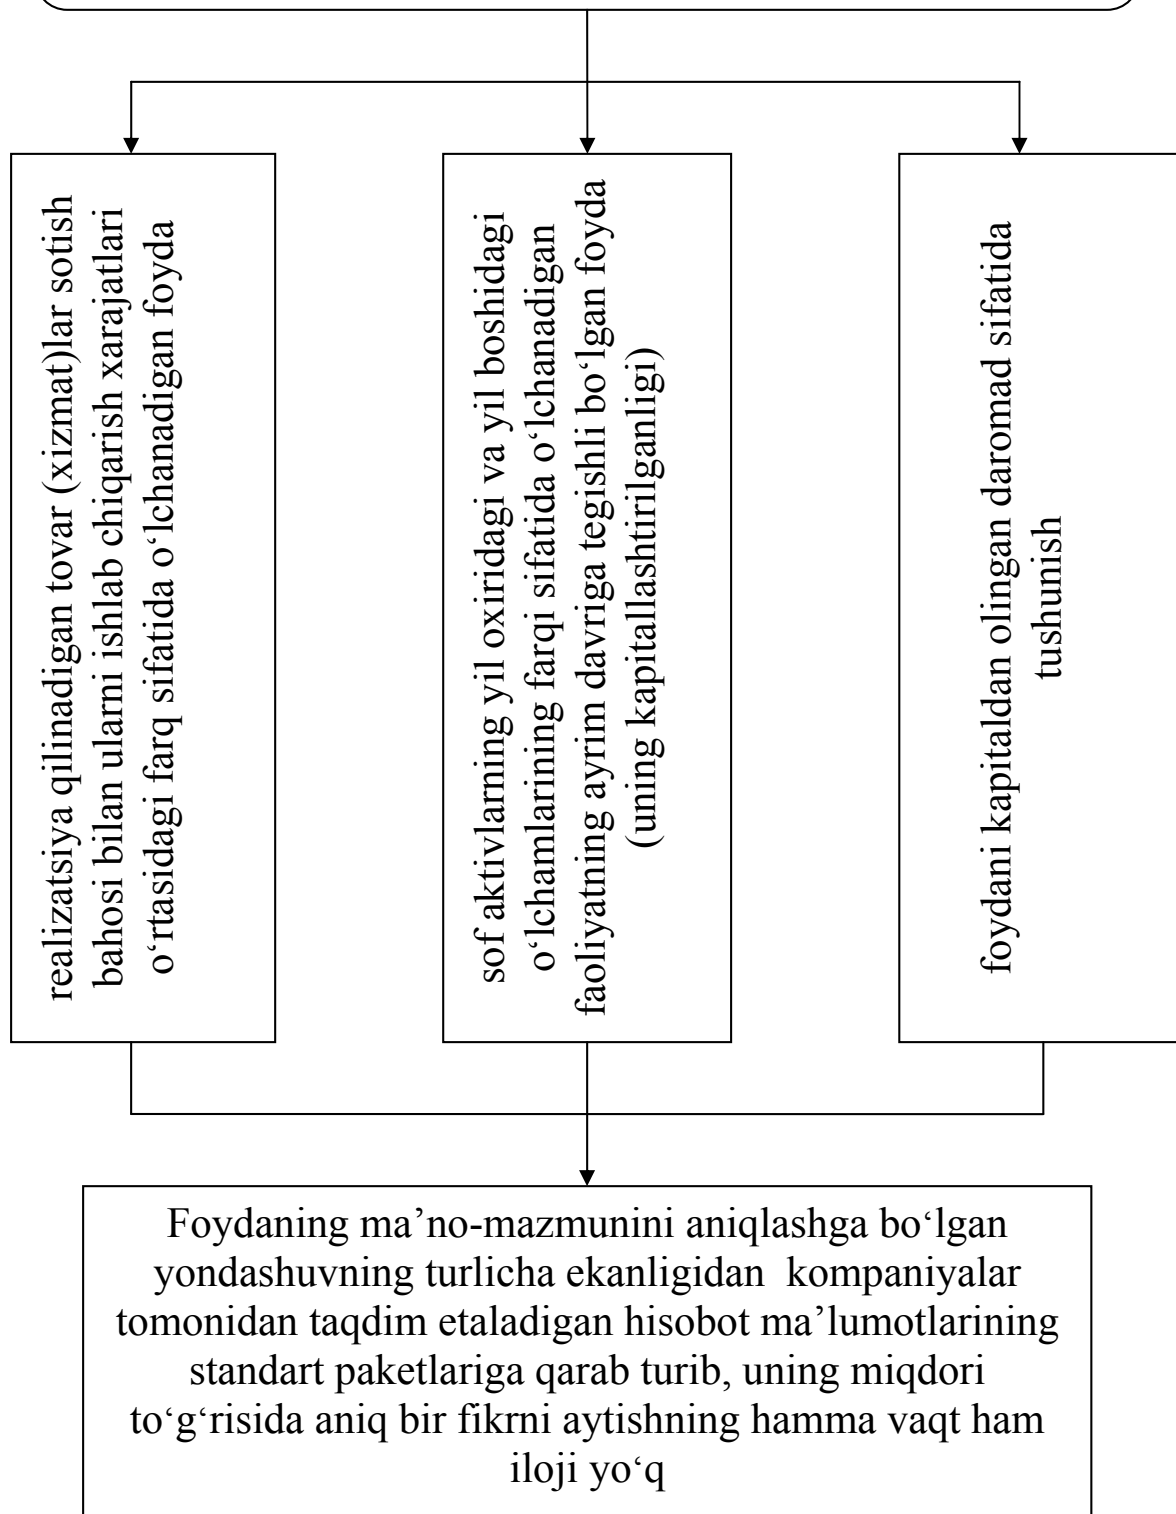 realizatsiya qilinadigan tovar (xizmat)lar sotish
bahosi bilan ularni ishlab chiqarish xarajatlari
o‘rtasidagi farq sifatida o‘lchanadigan foyda
sof aktivlarning yil oxiridagi va yil boshidagi
o‘lchamlarining farqi sifatida o‘lchanadigan
faoliyatning ayrim davriga tegishli bo‘lgan foyda
(uning kapitallashtirilganligi)
foydani kapitaldan olingan daromad sifatida
tushunish
Foydaning ma’no-mazmunini aniqlashga bo‘lgan
yondashuvning turlicha ekanligidan kompaniyalar
tomonidan taqdim etaladigan hisobot ma’lumotlarining
standart paketlariga qarab turib, uning miqdori
to‘g‘risida aniq bir fikrni aytishning hamma vaqt ham
iloji yo‘q